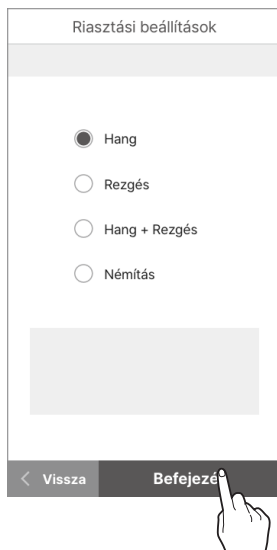 Riasztási beállítások
Hang
Rezgés
Hang + Rezgés
Némítás
Vissza